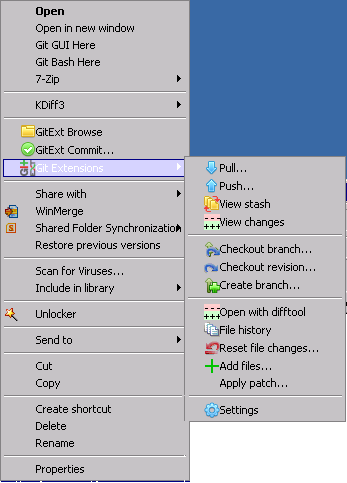 Open
Open in new window
Git GUI Here
Git Bash Here
7-Zip
KDiff3
GitExt Browse
GitExt Commit...
Git Extensions
Share with
WinMerge
Shared Folder Synchronization
Restore previous versions
Scan for Viruses...
Include in library
Unlocker
Send to
Cut
Copy
Create shortcut
Delete
Rename
Properties
Pull...
Push...
View stash
View changes
Checkout branch...
Checkout revision...
Create branch...
Open with difftool
File history
Reset file changes...
Add files...
Apply patch...
Settings